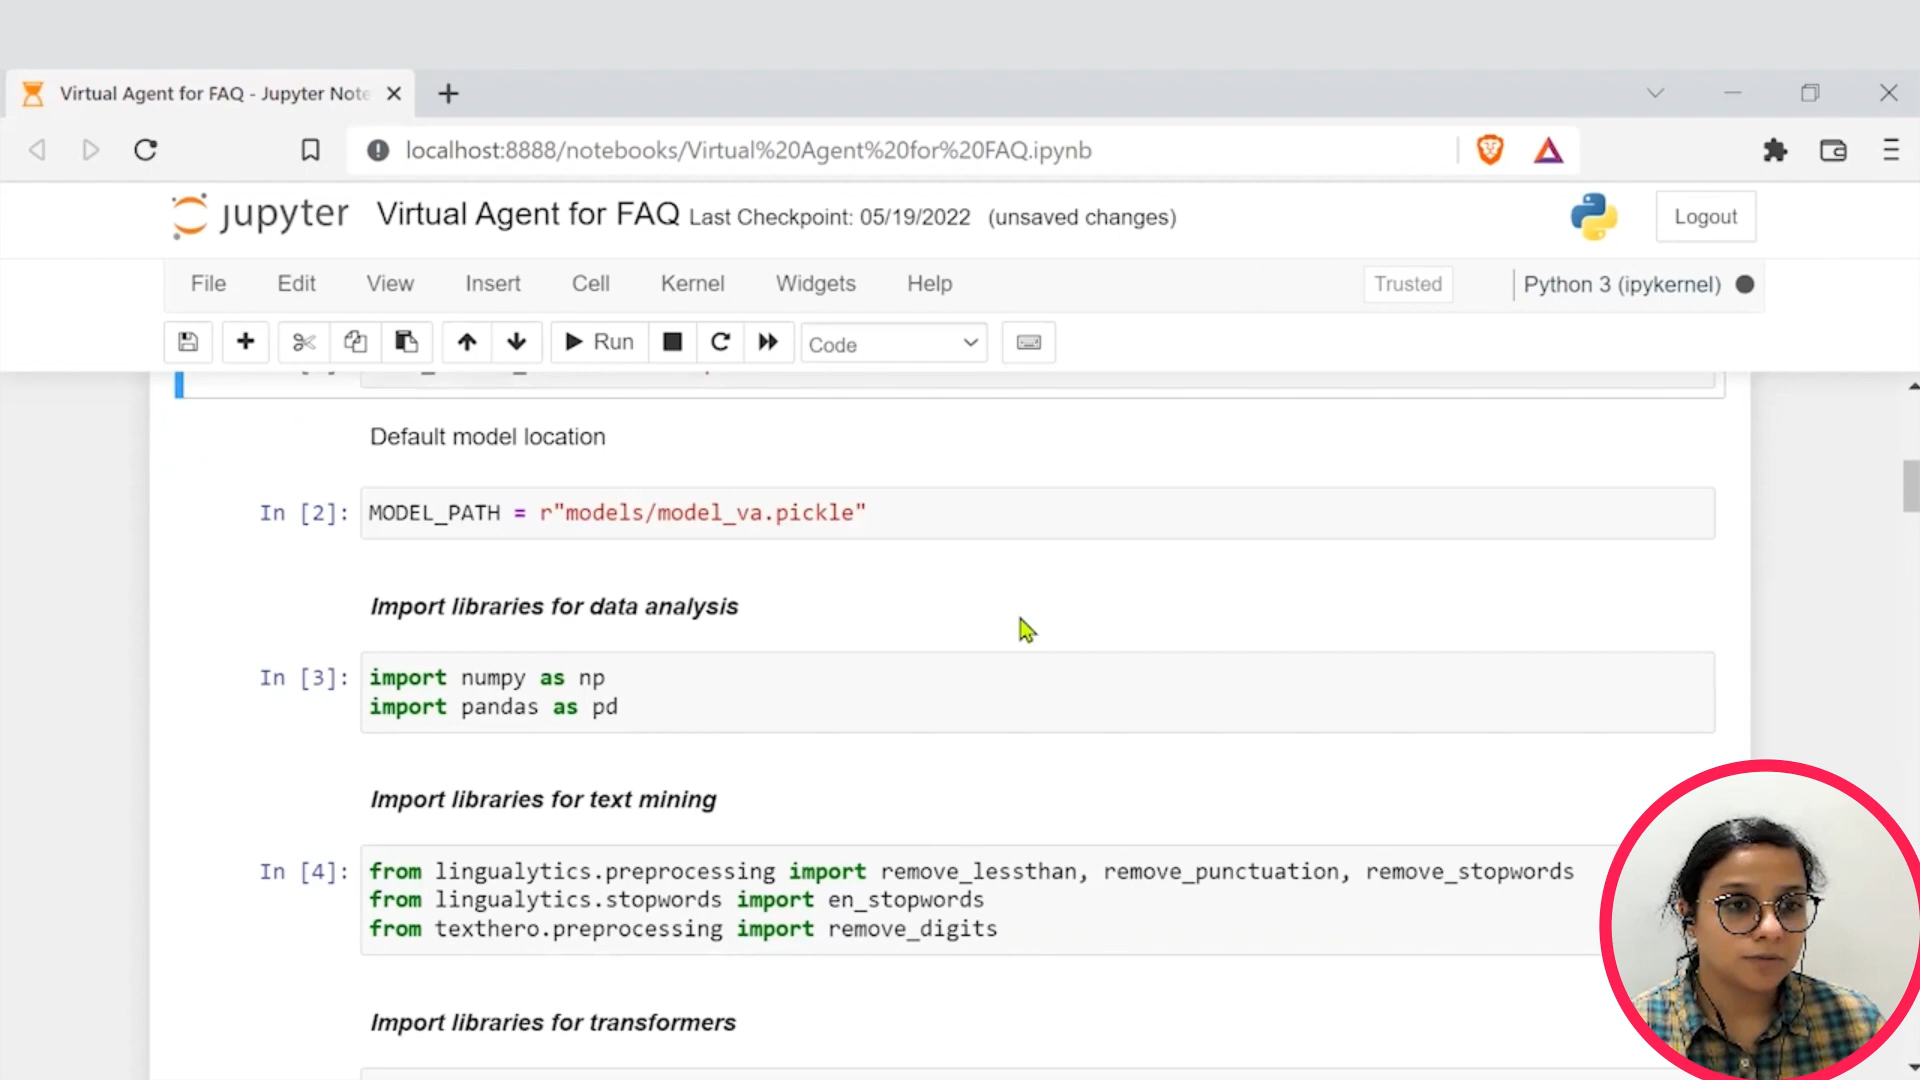 Virtual Agent for FAQ - Jupyter Note
localhost:8888/notebooks/Virtual%20Agent%20for%20FAQ.ipynb
jupyter Virtual Agent for FAQ Last Checkpoint: 05/19/2022 (unsaved changes) Logout
File Edit View Insert Cell Kernel Widgets Help Trusted Python 3 (ipykernel)
Run Code
Default model location
In [2]: MODEL_PATH = r"models/model_va.pickle"
Import libraries for data analysis
In [3]: import numpy as np
import pandas as pd
Import libraries for text mining
In [4]: from lingualytics.preprocessing import remove_lessthan, remove_punctuation, remove_stopwords
from lingualytics.stopwords import en_stopwords
from texthero.preprocessing import remove_digits
Import libraries for transformers